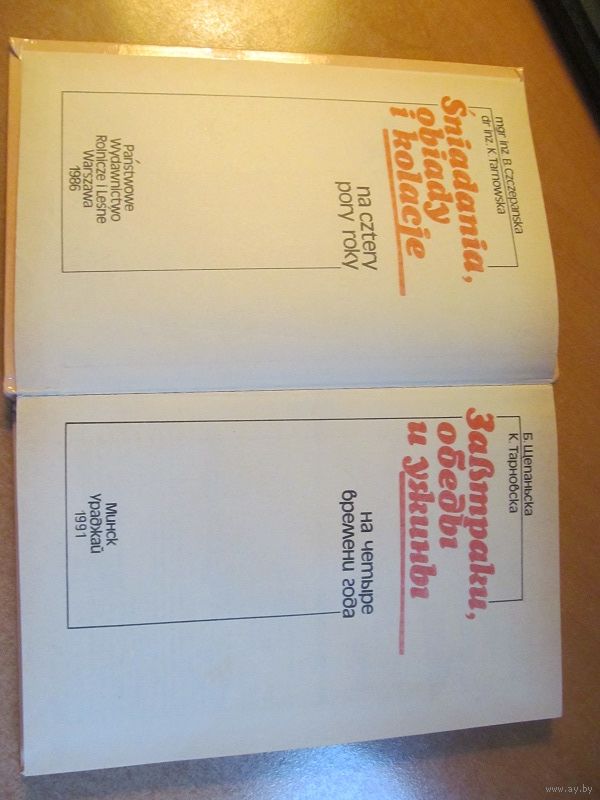 mgr inż. B. Czczepańska
dr inż. K. Tarnowska
Śniadania,
obiady
i kolacje
na cztery
pory roky
Państwowe
Wydawnictwo
Rolnicze i Leśne
Warszawa
1986
Б. Щепаньска
К. Тарновска
Завтраки,
обеды
и ужины
на четыре
времени года
Минск
Ураджай
1991
www.ay.by